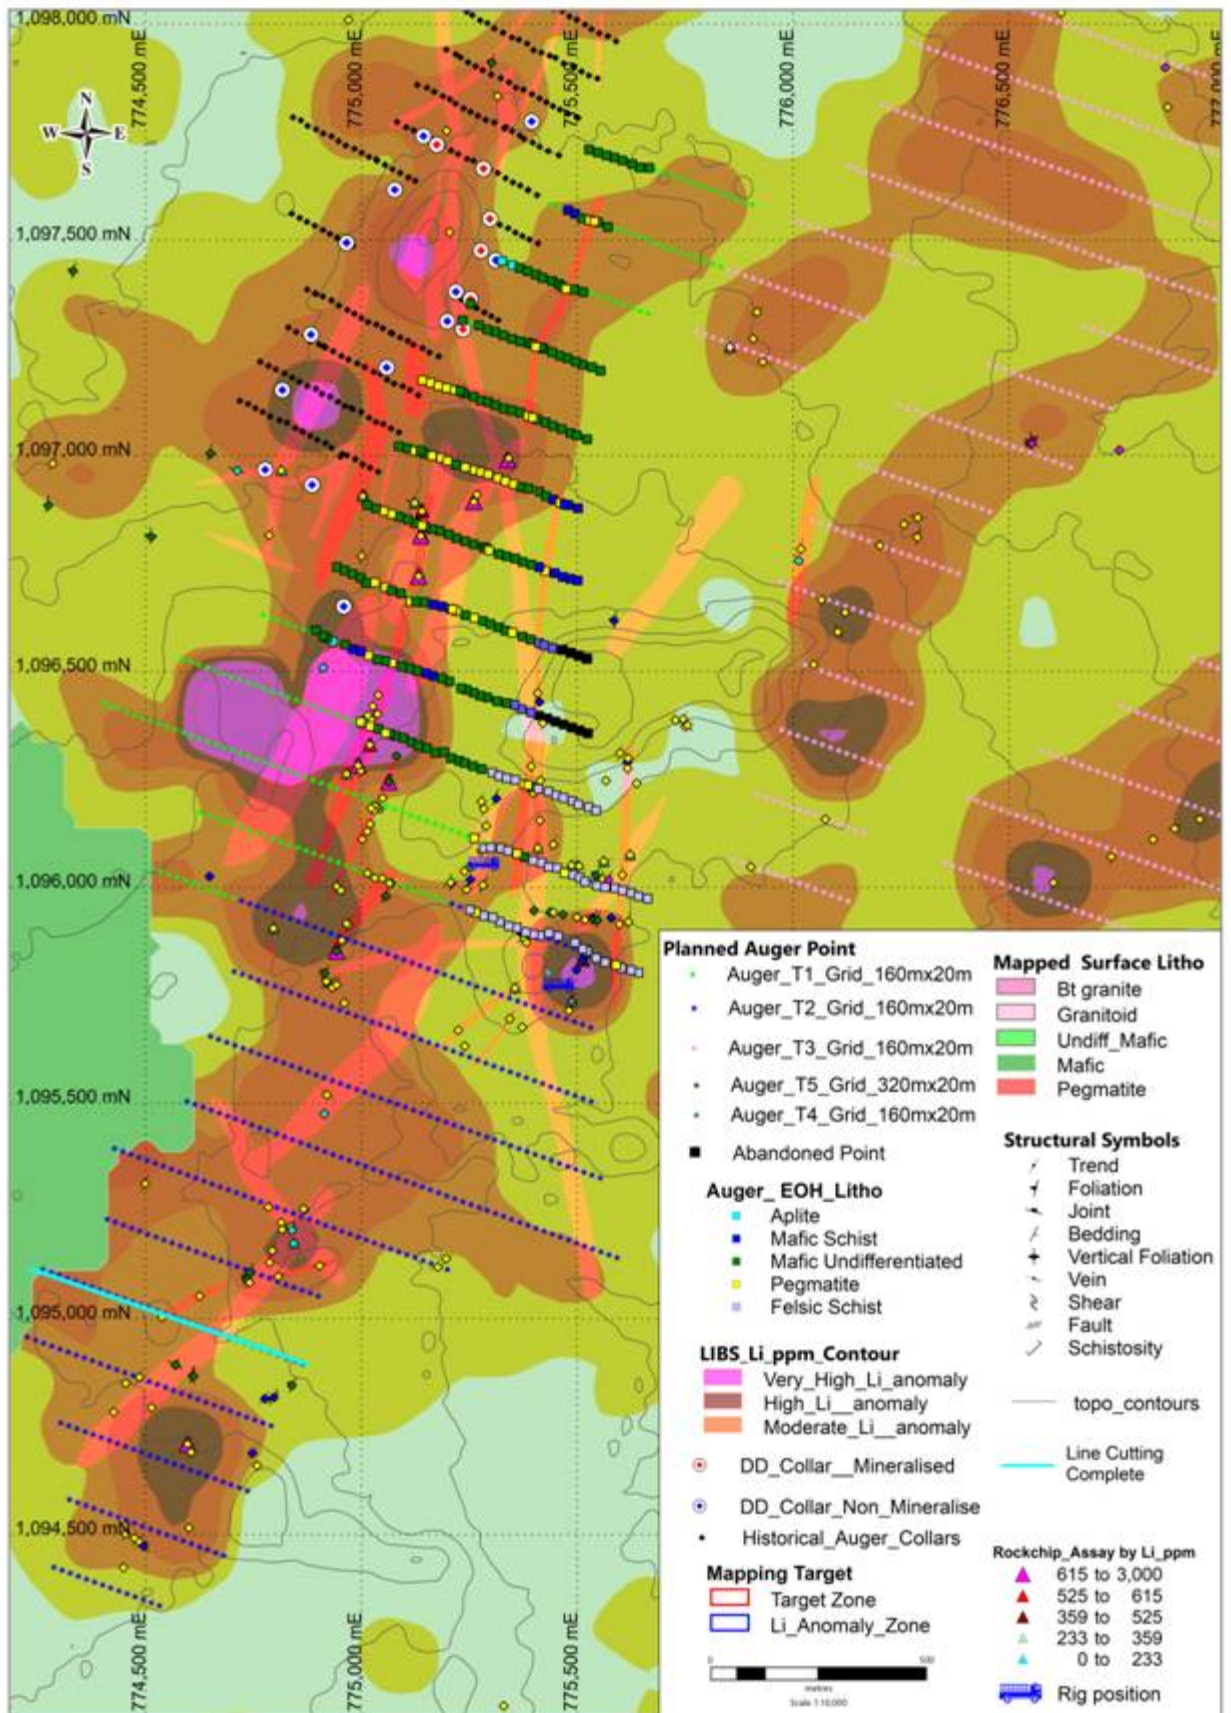 1,098,000 mN
774,500 mE
775,000 mE
775,500 mE
776,000 mE
776,500 mE
N
W E
S
1,097,500 mN
1,097,000 mN
1,096,500 mN
1,096,000 mN
1,095,500 mN
1,095,000 mN
1,094,500 mN
774,500 mE
775,000 mE
775,500 mE
Planned Auger Point
Auger_T1_Grid_160mx20m
Auger_T2_Grid_160mx20m
Auger_T3_Grid_160mx20m
Auger_T5_Grid_320mx20m
Auger_T4_Grid_160mx20m
Abandoned Point
Auger_ EOH_Litho
Aplite
Mafic Schist
Mafic Undifferentiated
Pegmatite
Felsic Schist
LIBS_Li_ppm_Contour
Very_High_Li_anomaly
High_Li__anomaly
Moderate_Li__anomaly
DD_Collar__Mineralised
DD_Collar_Non_Mineralise
Historical_Auger_Collars
Mapping Target
Target Zone
Li_Anomaly_Zone
0 500
metres
Scale 1:10,000
Mapped Surface Litho
Bt granite
Granitoid
Undiff_Mafic
Mafic
Pegmatite
Structural Symbols
Trend
Foliation
Joint
Bedding
Vertical Foliation
Vein
Shear
Fault
Schistosity
topo_contours
Line Cutting
Complete
Rockchip_Assay by Li_ppm
615 to 3,000
525 to 615
359 to 525
233 to 359
0 to 233
Rig position